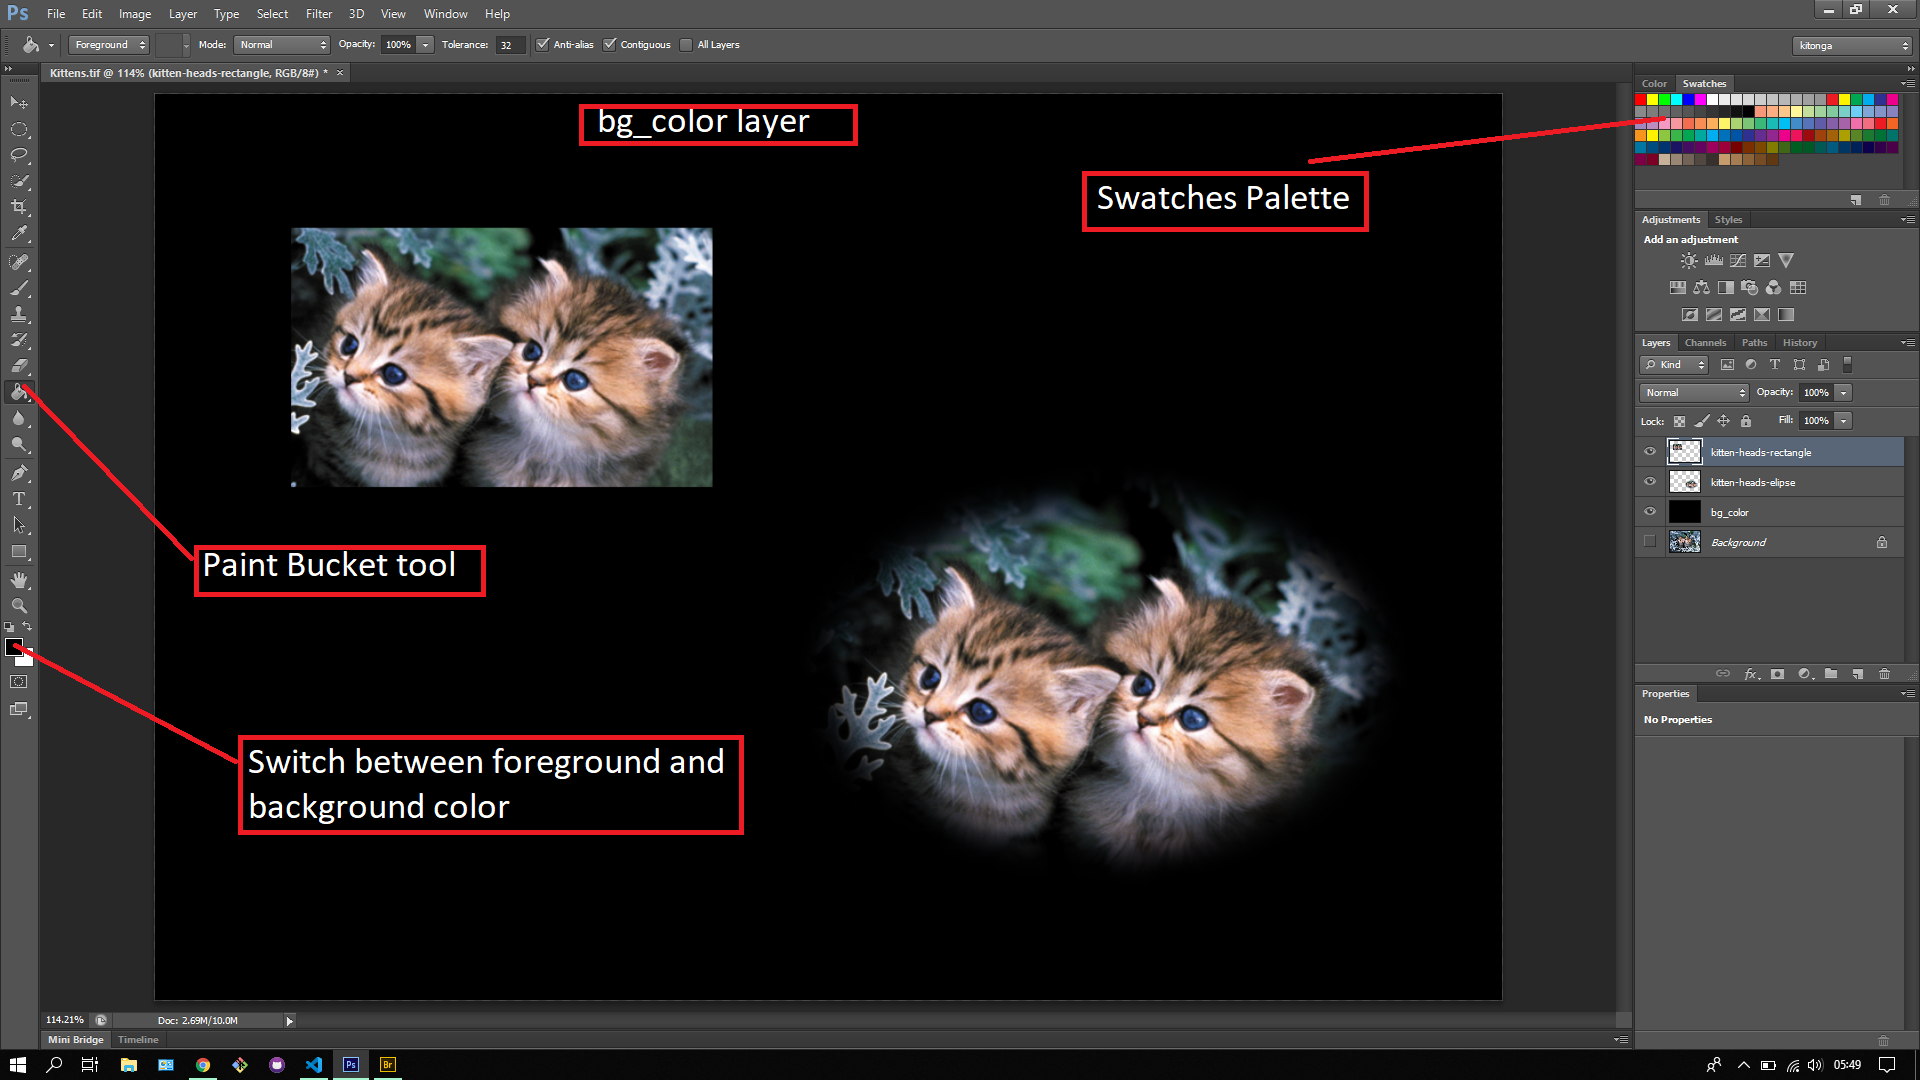 Ps File Edit Image Layer Type Select Filter 3D View Window Help
Foreground Mode: Normal Opacity: 100% Tolerance: 32 Anti-alias Contiguous All Layers kitonga
Kittens.tif @ 114% (kitten-heads-rectangle, RGB/8#) * ×
Color Swatches
bg_color layer
Swatches Palette
Adjustments Styles
Add an adjustment
Layers Channels Paths History
Kind
Normal Opacity: 100%
Lock: Fill: 100%
kitten-heads-rectangle
kitten-heads-elipse
bg_color
Background
Paint Bucket tool
Properties
No Properties
Switch between foreground and
background color
114.21% Doc: 2.69M/10.0M
Mini Bridge Timeline
Ps Br 05:49